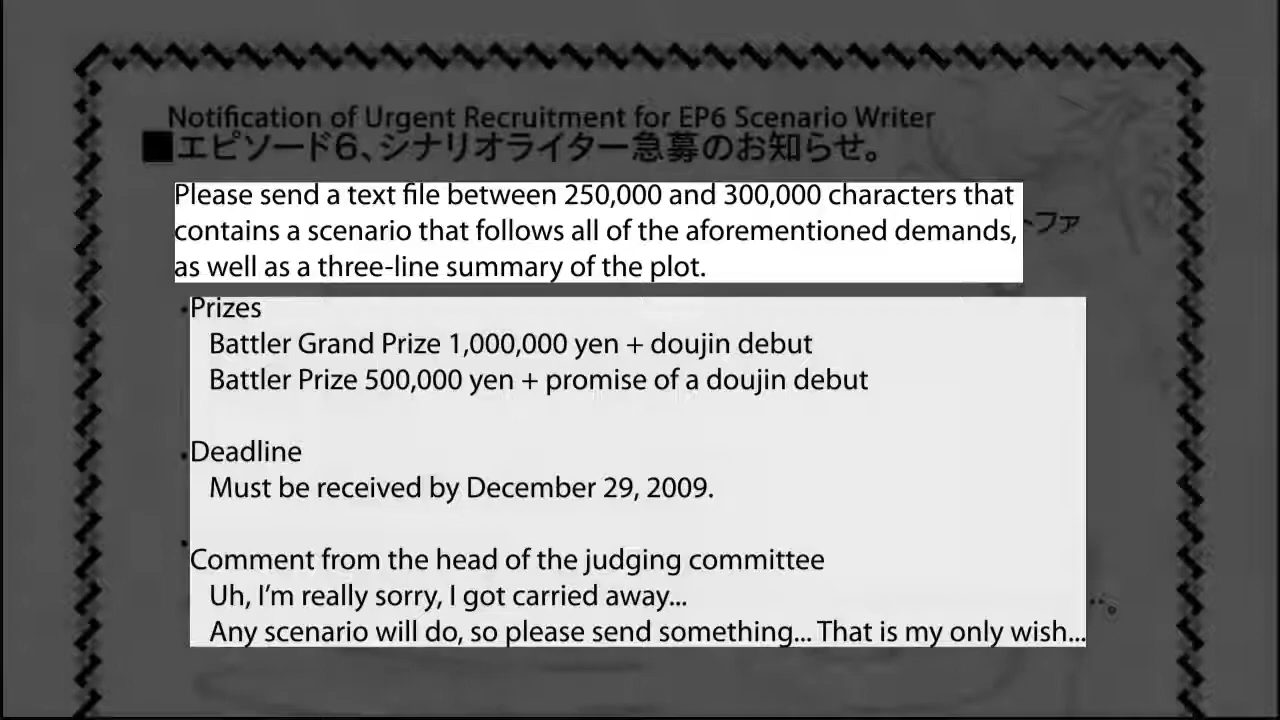 Notification of Urgent Recruitment for EP6 Scenario Writer
■エピソード6、シナリオライター急募のお知らせ。
Please send a text file between 250,000 and 300,000 characters that
トファ
contains a scenario that follows all of the aforementioned demands,
as well as a three-line summary of the plot.
・Prizes
Battler Grand Prize 1,000,000 yen + doujin debut
Battler Prize 500,000 yen + promise of a doujin debut
・Deadline
Must be received by December 29, 2009.
・Comment from the head of the judging committee
Uh, I'm really sorry, I got carried away...
Any scenario will do, so please send something... That is my only wish...